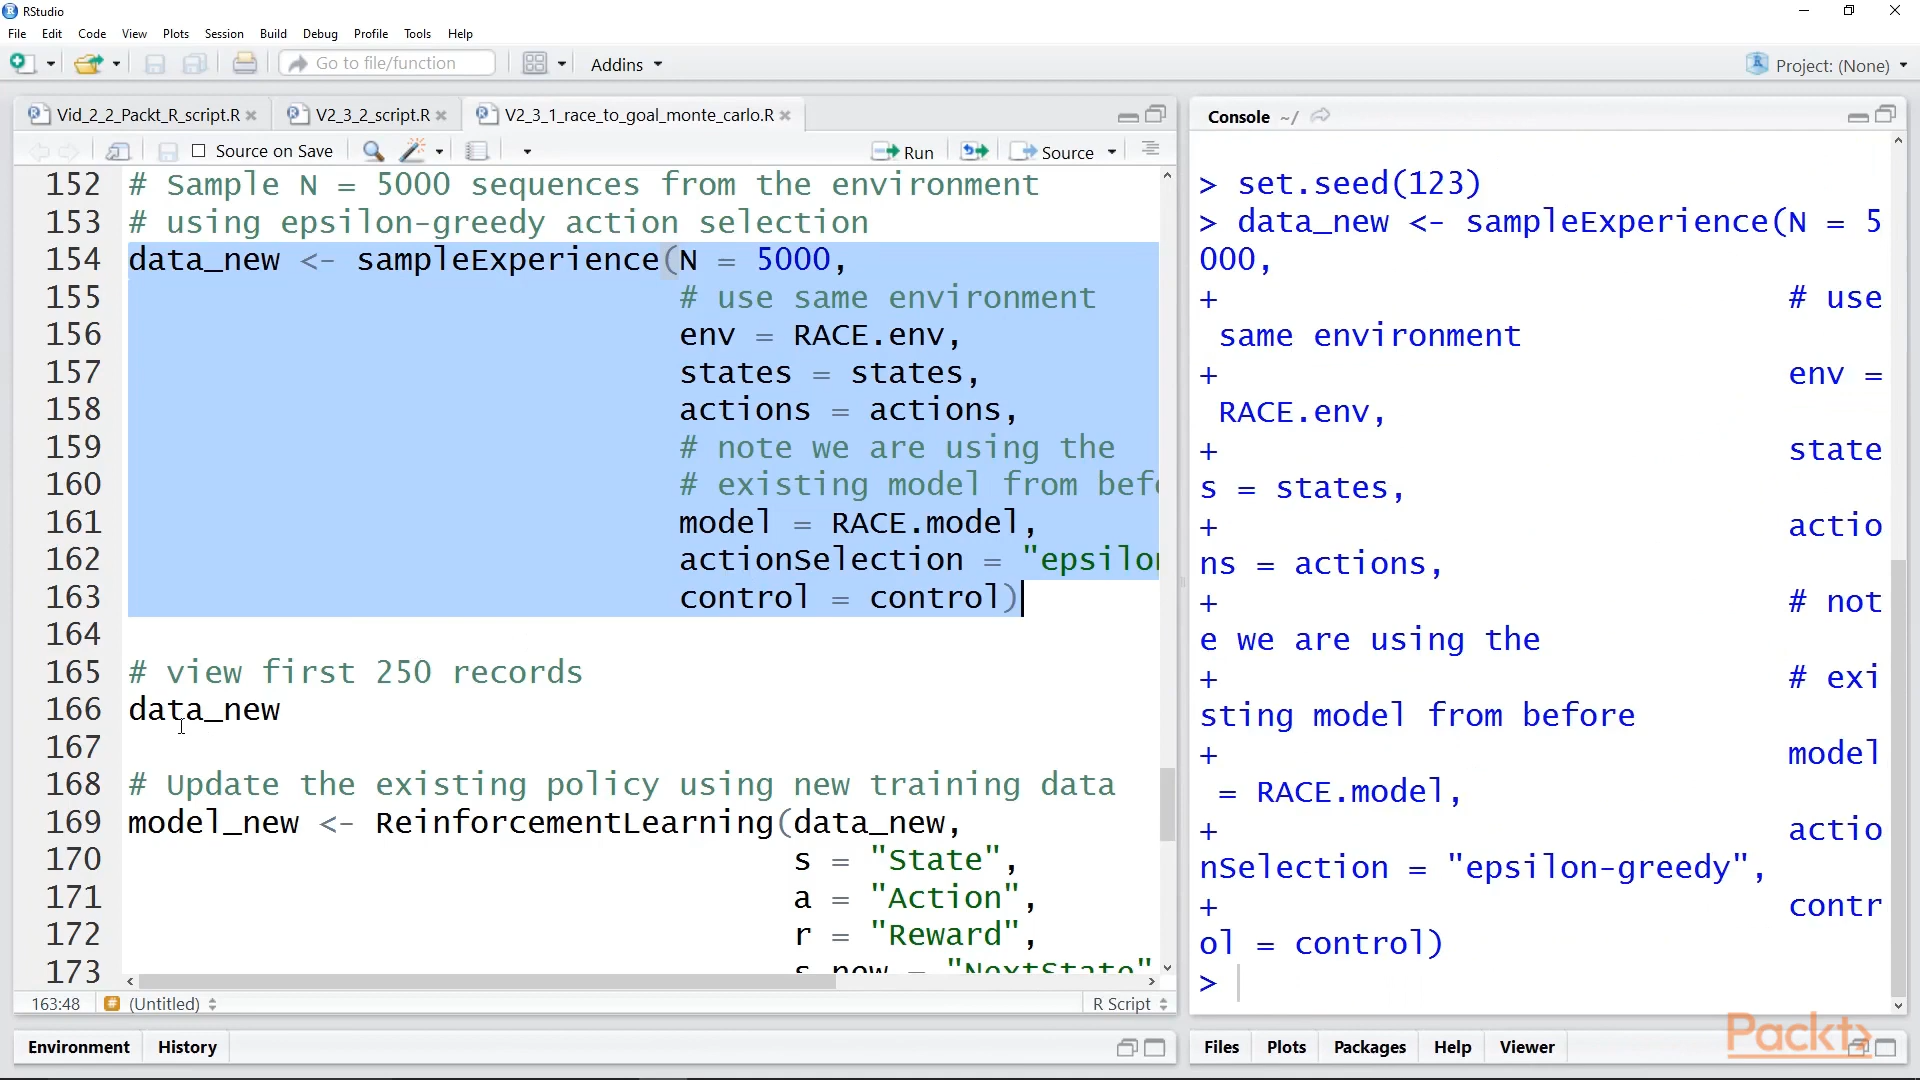 RStudio
File Edit Code View Plots Session Build Debug Profile Tools Help
Go to file/function Addins Project: (None)
Vid_2_2_Packt_R_script.R V2_3_2_script.R V2_3_1_race_to_goal_monte_carlo.R
Source on Save Run Source
152 # Sample N = 5000 sequences from the environment
153 # using epsilon-greedy action selection
154 data_new <- sampleExperience(N = 5000,
155 # use same environment
156 env = RACE.env,
157 states = states,
158 actions = actions,
159 # note we are using the
160 # existing model from befo
161 model = RACE.model,
162 actionSelection = "epsilon
163 control = control)
164
165 # view first 250 records
166 data_new
167
168 # Update the existing policy using new training data
169 model_new <- ReinforcementLearning(data_new,
170 s = "State",
171 a = "Action",
172 r = "Reward",
173 s_new = "NextState"
163:48 (Untitled) R Script
Environment History
Console ~/
> set.seed(123)
> data_new <- sampleExperience(N = 5
000,
+ # use
same environment
+ env =
RACE.env,
+ state
s = states,
+ actio
ns = actions,
+ # not
e we are using the
+ # exi
sting model from before
+ model
= RACE.model,
+ actio
nSelection = "epsilon-greedy",
+ contr
ol = control)
>
Files Plots Packages Help Viewer
Packt>